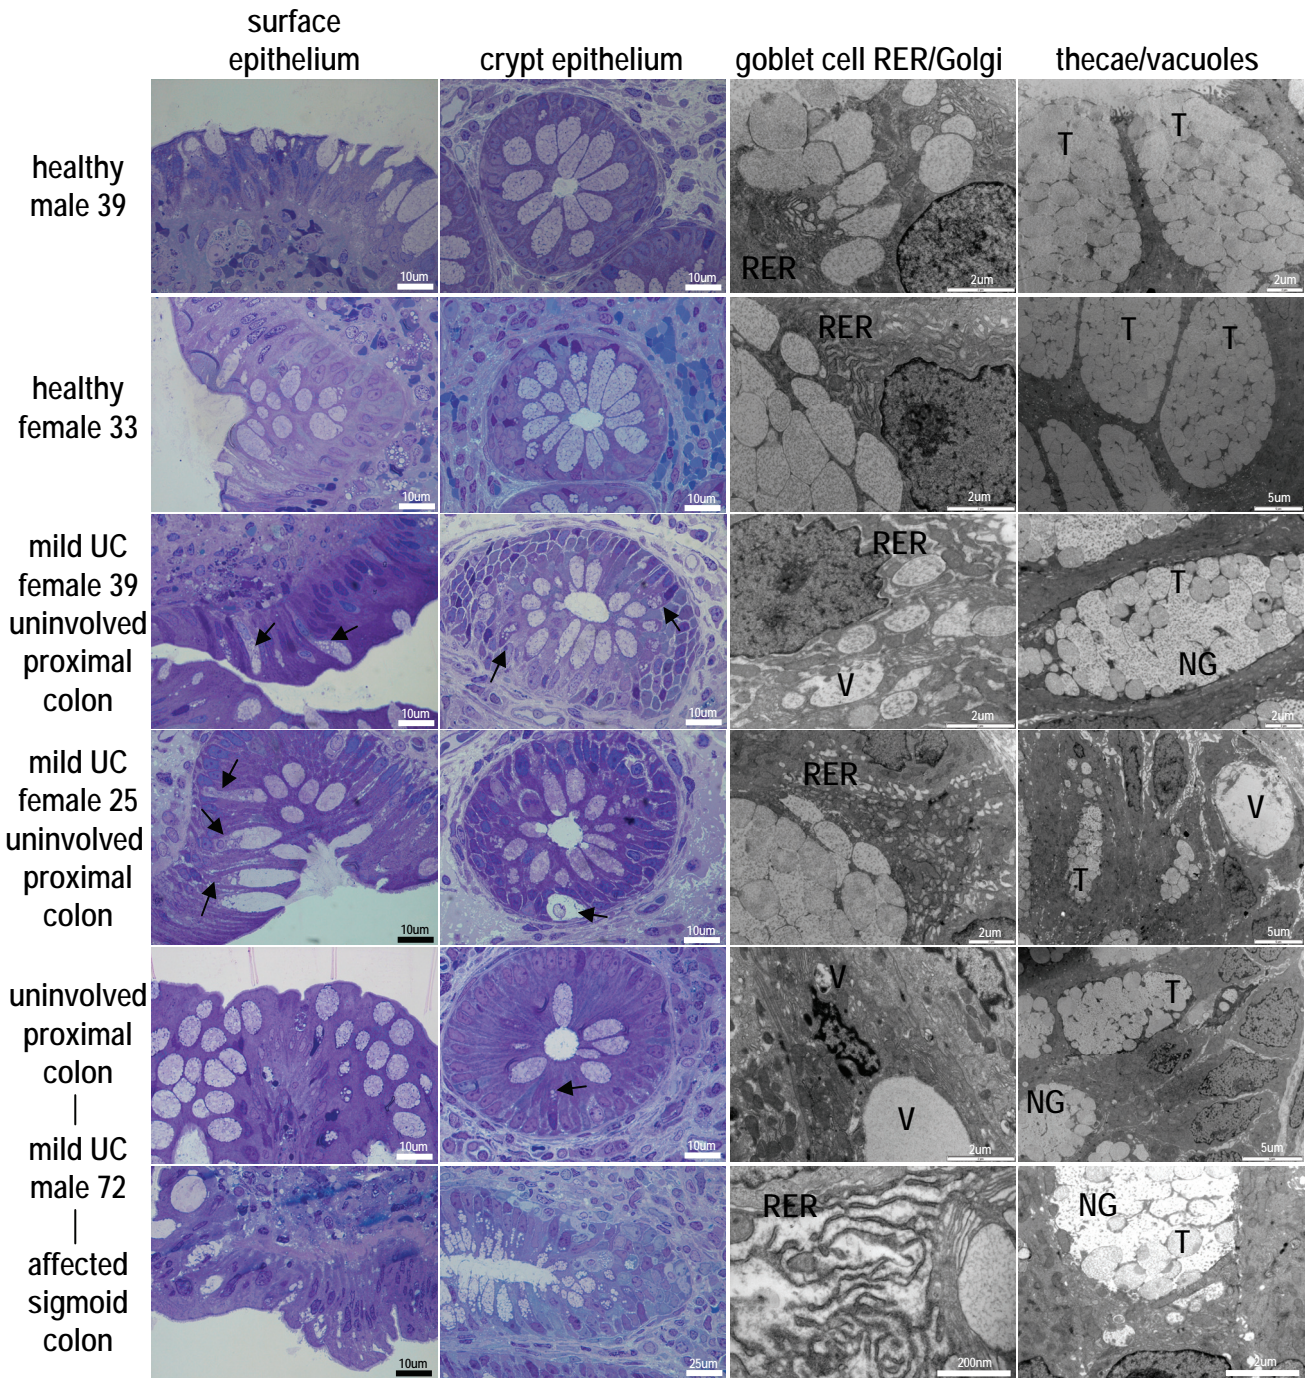 surface
epithelium
crypt epithelium
goblet cell RER/Golgi
thecae/vacuoles
healthy
male 39
10um
10um
RER
2um
T
T
2um
healthy
female 33
10um
10um
RER
2um
T
T
5um
mild UC
female 39
uninvolved
proximal
colon
10um
10um
RER
V
2um
T
NG
2um
mild UC
female 25
uninvolved
proximal
colon
10um
10um
RER
2um
T
V
5um
uninvolved
proximal
colon
10um
10um
V
V
2um
T
NG
5um
mild UC
male 72
affected
sigmoid
colon
10um
25um
RER
200nm
NG
T
2um